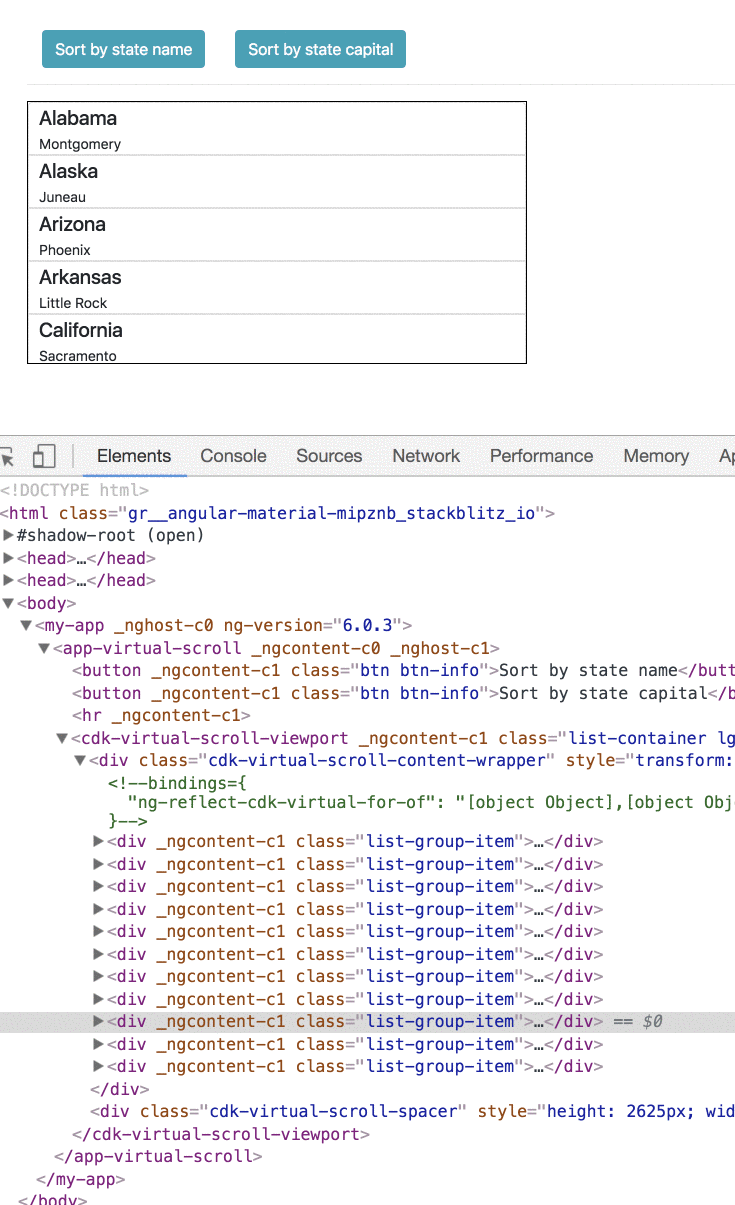 Sort by state name Sort by state capital
Alabama
Montgomery
Alaska
Juneau
Arizona
Phoenix
Arkansas
Little Rock
California
Sacramento
Elements Console Sources Network Performance Memory Ap
<!DOCTYPE html>
<html class="gr__angular-material-mipznb_stackblitz_io">
▶#shadow-root (open)
▶<head>…</head>
▶<head>…</head>
▼<body>
▼<my-app _nghost-c0 ng-version="6.0.3">
▼<app-virtual-scroll _ngcontent-c0 _nghost-c1>
<button _ngcontent-c1 class="btn btn-info">Sort by state name</butt
<button _ngcontent-c1 class="btn btn-info">Sort by state capital</b
<hr _ngcontent-c1>
▼<cdk-virtual-scroll-viewport _ngcontent-c1 class="list-container lg
▼<div class="cdk-virtual-scroll-content-wrapper" style="transform:
<!--bindings={
"ng-reflect-cdk-virtual-for-of": "[object Object],[object Obj
}-->
▶<div _ngcontent-c1 class="list-group-item">…</div>
▶<div _ngcontent-c1 class="list-group-item">…</div>
▶<div _ngcontent-c1 class="list-group-item">…</div>
▶<div _ngcontent-c1 class="list-group-item">…</div>
▶<div _ngcontent-c1 class="list-group-item">…</div>
▶<div _ngcontent-c1 class="list-group-item">…</div>
▶<div _ngcontent-c1 class="list-group-item">…</div>
▶<div _ngcontent-c1 class="list-group-item">…</div>
▶<div _ngcontent-c1 class="list-group-item">…</div> == $0
▶<div _ngcontent-c1 class="list-group-item">…</div>
▶<div _ngcontent-c1 class="list-group-item">…</div>
</div>
<div class="cdk-virtual-scroll-spacer" style="height: 2625px; wid
</cdk-virtual-scroll-viewport>
</app-virtual-scroll>
</my-app>
</body>